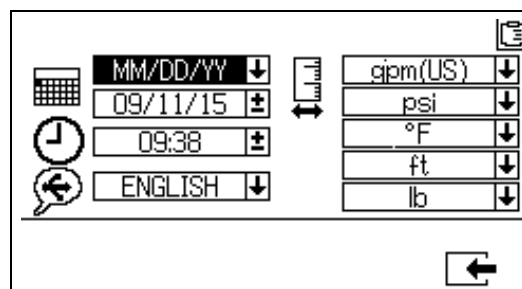 MM/DD/YY
09/11/15
09:38
ENGLISH
gpm(US)
psi
°F
ft
lb